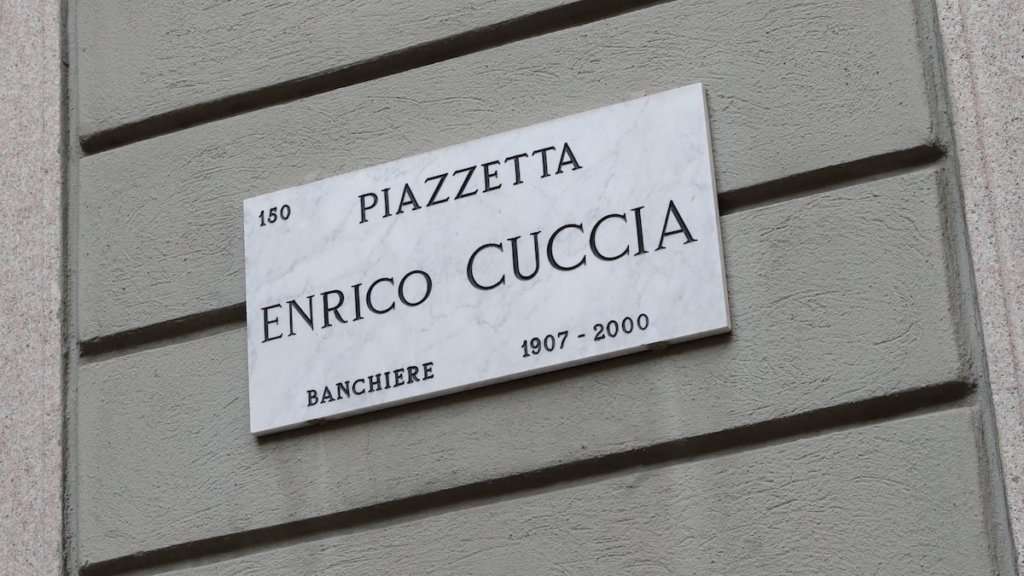 150
PIAZZETTA
ENRICO CUCCIA
BANCHIERE 1907 - 2000